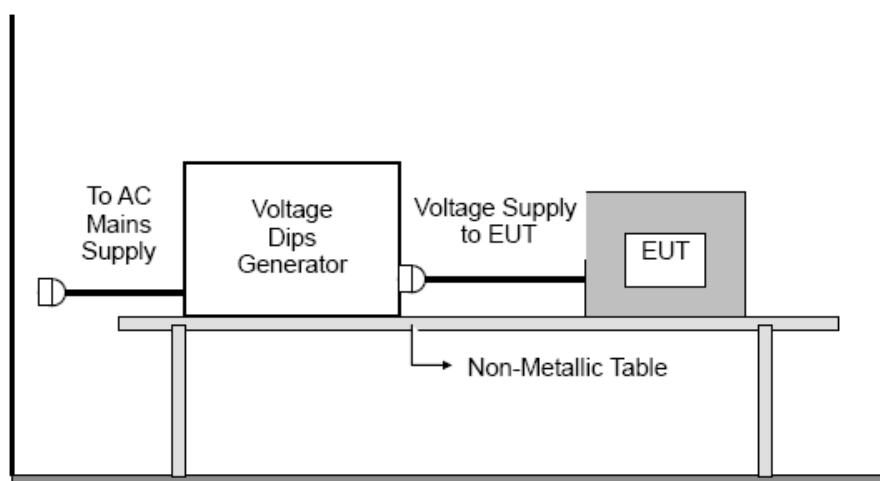 To AC
Mains
Supply
Voltage
Dips
Generator
Voltage Supply
to EUT
EUT
Non-Metallic Table